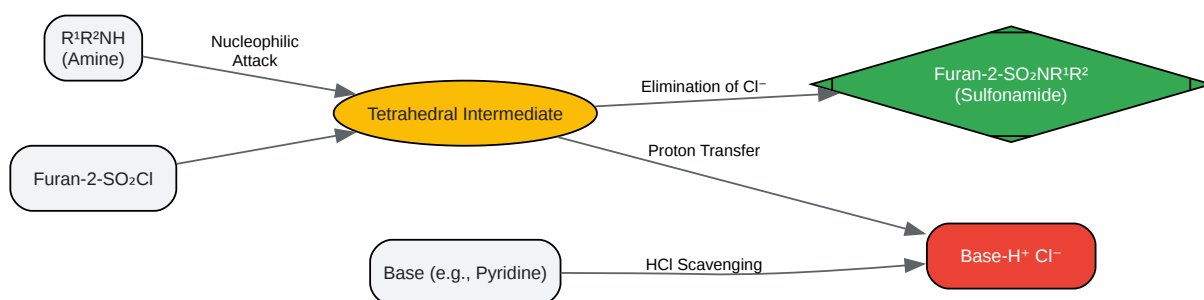 R¹R²NH
(Amine)
Nucleophilic
Attack
Furan-2-SO₂Cl
Tetrahedral Intermediate
Elimination of Cl⁻
Furan-2-SO₂NR¹R²
(Sulfonamide)
Proton Transfer
Base (e.g., Pyridine)
HCl Scavenging
Base-H⁺ Cl⁻